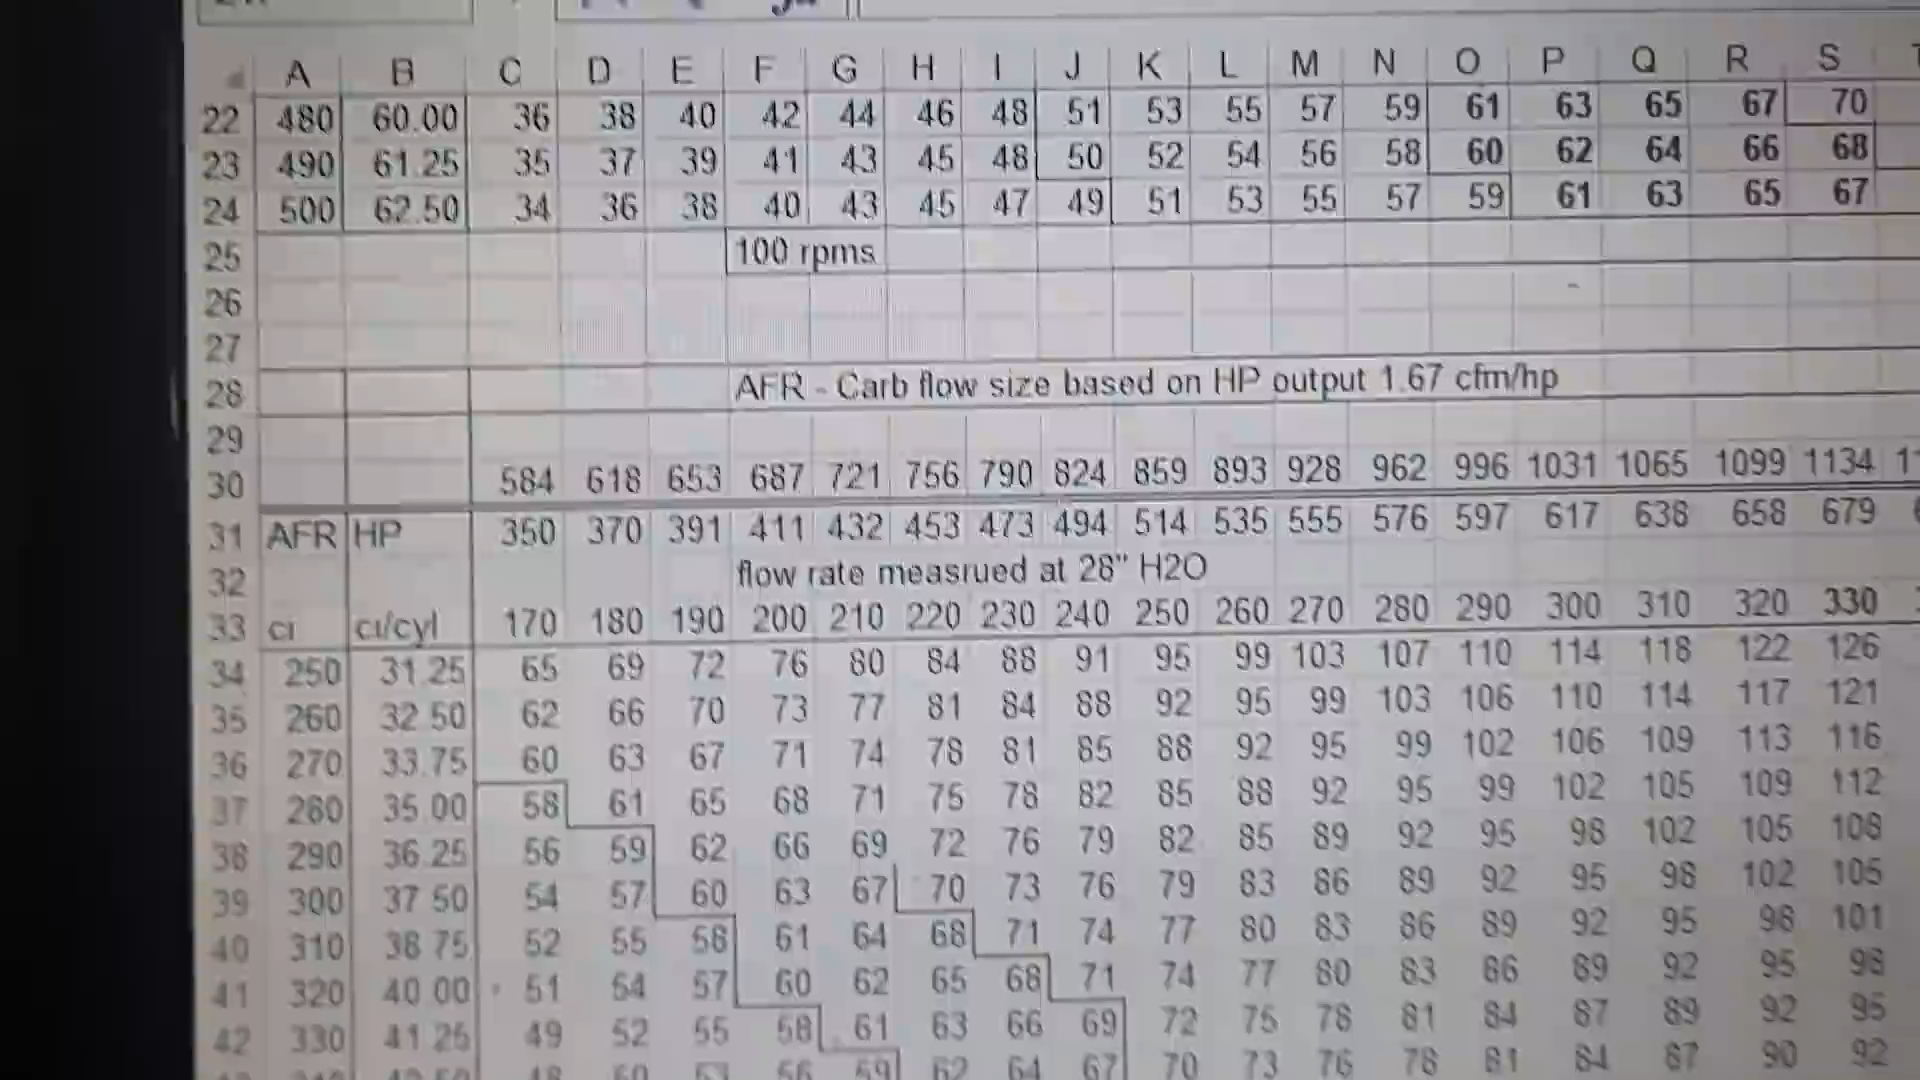 A B C D E F G H I J K L M N O P Q R S
22 480 60.00 36 38 40 42 44 46 48 51 53 55 57 59 61 63 65 67 70
23 490 61.25 35 37 39 41 43 45 48 50 52 54 56 58 60 62 64 66 68
24 500 62.50 34 36 38 40 43 45 47 49 51 53 55 57 59 61 63 65 67
25 100 rpms
26
27
28 AFR - Carb flow size based on HP output 1.67 cfm/hp
29
30 584 618 653 687 721 756 790 824 859 893 928 962 996 1031 1065 1099 1134
31 AFR HP 350 370 391 411 432 453 473 494 514 535 555 576 597 617 638 658 679
32 flow rate measrued at 28" H2O
33 ci ci/cyl 170 180 190 200 210 220 230 240 250 260 270 280 290 300 310 320 330
34 250 31.25 65 69 72 76 80 84 88 91 95 99 103 107 110 114 118 122 126
35 260 32.50 62 66 70 73 77 81 84 88 92 95 99 103 106 110 114 117 121
36 270 33.75 60 63 67 71 74 78 81 85 88 92 95 99 102 106 109 113 116
37 280 35.00 58 61 65 68 71 75 78 82 85 88 92 95 99 102 105 109 112
38 290 36.25 56 59 62 66 69 72 76 79 82 85 89 92 95 98 102 105 108
39 300 37.50 54 57 60 63 67 70 73 76 79 83 86 89 92 95 98 102 105
40 310 38.75 52 55 58 61 64 68 71 74 77 80 83 86 89 92 95 98 101
41 320 40.00 51 54 57 60 62 65 68 71 74 77 80 83 86 89 92 95 98
42 330 41.25 49 52 55 58 61 63 66 69 72 75 78 81 84 87 89 92 95
59 62 64 67 70 73 76 78 81 84 87 90 92